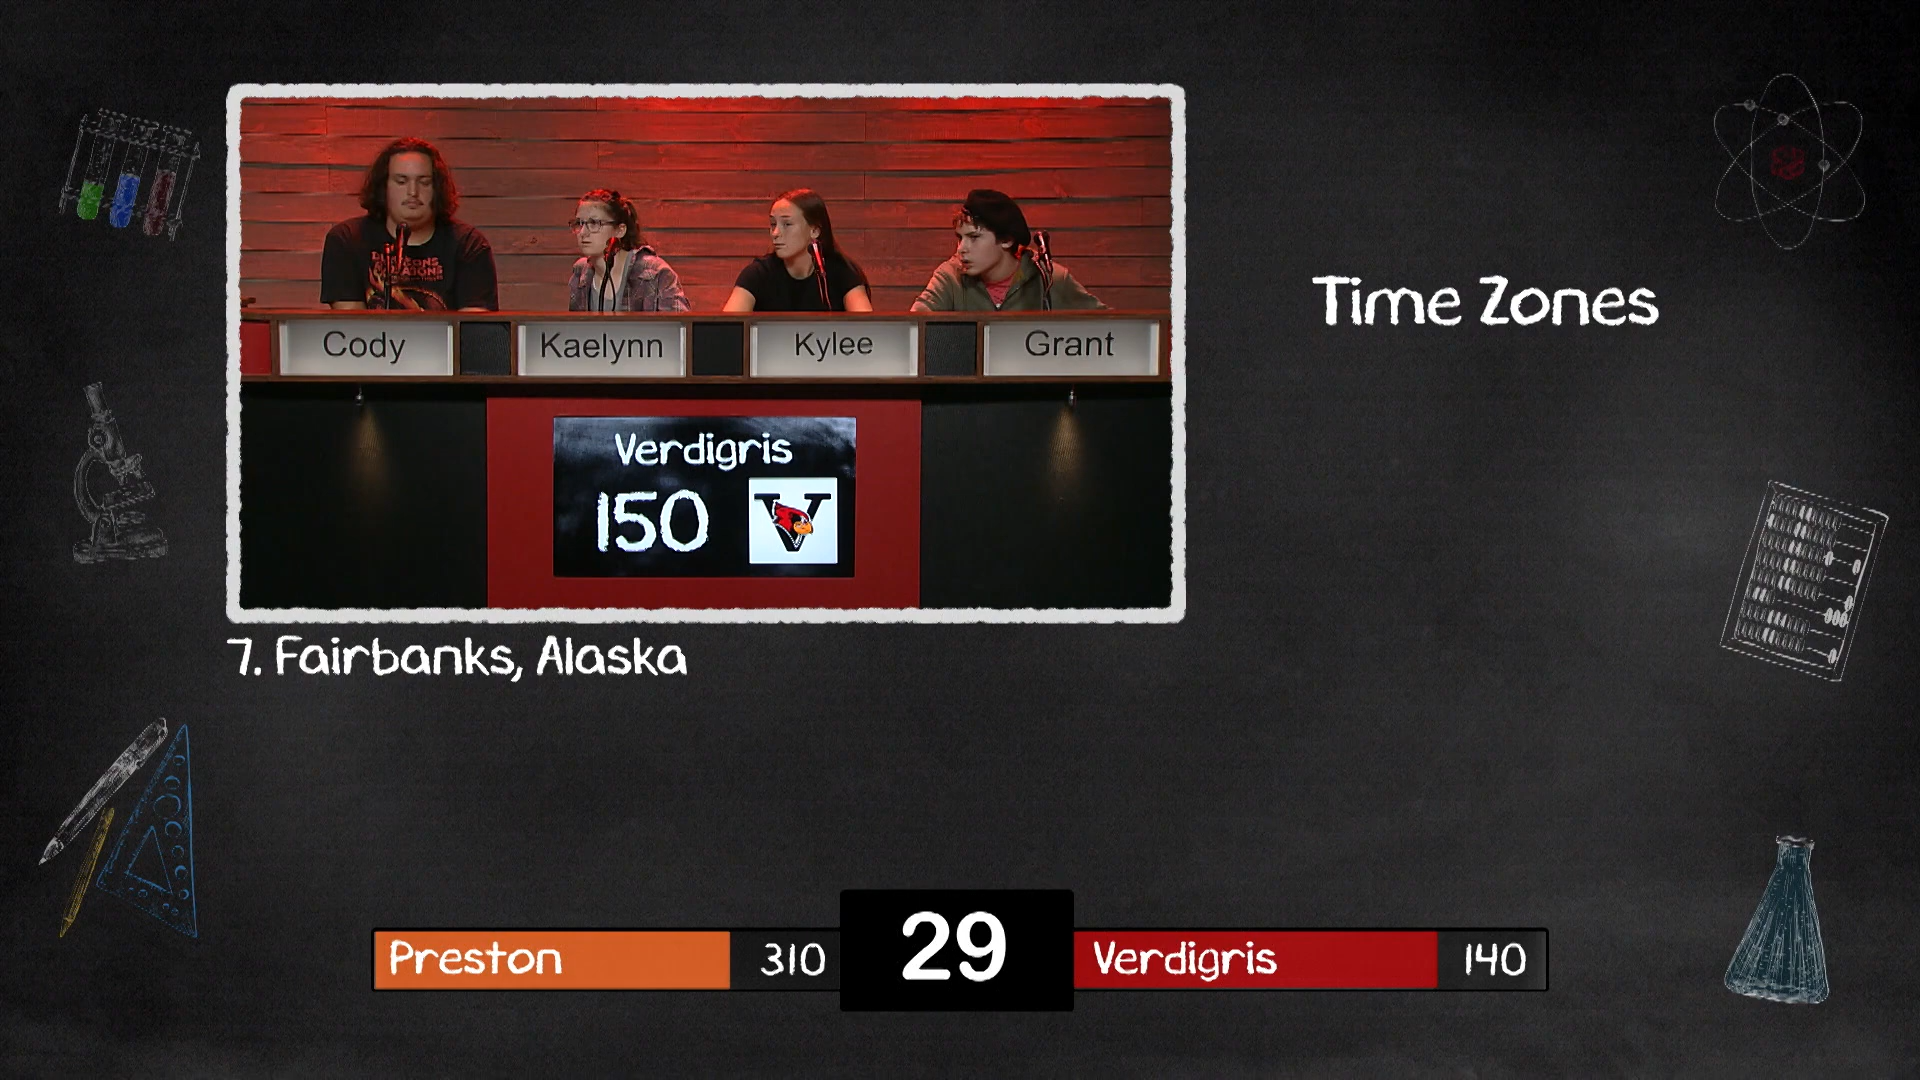 Time Zones
Cody
Kaelynn
Kylee
Grant
Verdigris
150
V
7. Fairbanks, Alaska
Preston 310 29 Verdigris 140